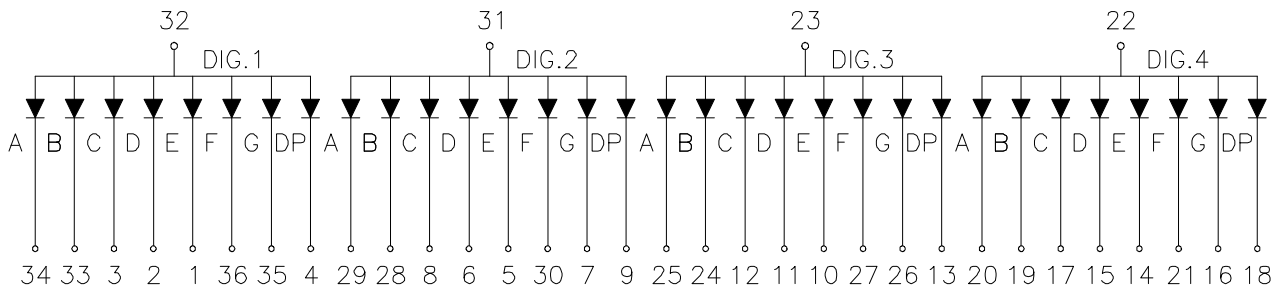 32 31 23 22
DIG.1 DIG.2 DIG.3 DIG.4
A B C D E F G DP A B C D E F G DP A B C D E F G DP A B C D E F G DP
34 33 3 2 1 36 35 4 29 28 8 6 5 30 7 9 25 24 12 11 10 27 26 13 20 19 17 15 14 21 16 18